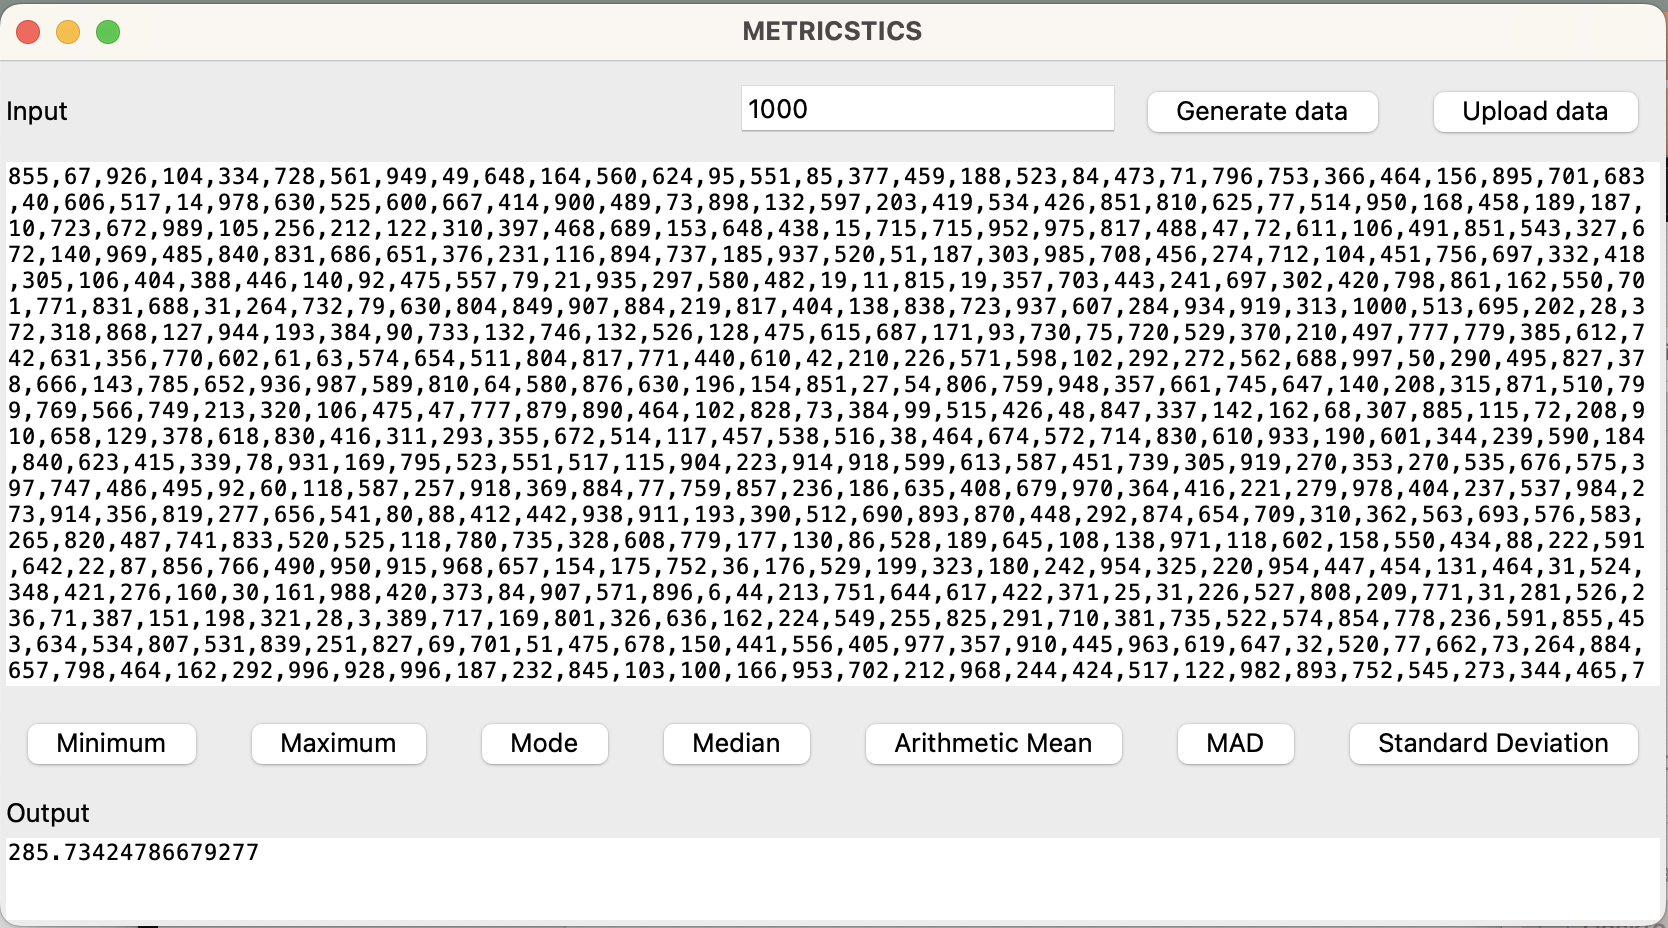 METRICSTICS
Input
1000
Generate data
Upload data
855,67,926,104,334,728,561,949,49,648,164,560,624,95,551,85,377,459,188,523,84,473,71,796,753,366,464,156,895,701,683
,40,606,517,14,978,630,525,600,667,414,900,489,73,898,132,597,203,419,534,426,851,810,625,77,514,950,168,458,189,187,
10,723,672,989,105,256,212,122,310,397,468,689,153,648,438,15,715,715,952,975,817,488,47,72,611,106,491,851,543,327,6
72,140,969,485,840,831,686,651,376,231,116,894,737,185,937,520,51,187,303,985,708,456,274,712,104,451,756,697,332,418
,305,106,404,388,446,140,92,475,557,79,21,935,297,580,482,19,11,815,19,357,703,443,241,697,302,420,798,861,162,550,70
1,771,831,688,31,264,732,79,630,804,849,907,884,219,817,404,138,838,723,937,607,284,934,919,313,1000,513,695,202,28,3
72,318,868,127,944,193,384,90,733,132,746,132,526,128,475,615,687,171,93,730,75,720,529,370,210,497,777,779,385,612,7
42,631,356,770,602,61,63,574,654,511,804,817,771,440,610,42,210,226,571,598,102,292,272,562,688,997,50,290,495,827,37
8,666,143,785,652,936,987,589,810,64,580,876,630,196,154,851,27,54,806,759,948,357,661,745,647,140,208,315,871,510,79
9,769,566,749,213,320,106,475,47,777,879,890,464,102,828,73,384,99,515,426,48,847,337,142,162,68,307,885,115,72,208,9
10,658,129,378,618,830,416,311,293,355,672,514,117,457,538,516,38,464,674,572,714,830,610,933,190,601,344,239,590,184
,840,623,415,339,78,931,169,795,523,551,517,115,904,223,914,918,599,613,587,451,739,305,919,270,353,270,535,676,575,3
97,747,486,495,92,60,118,587,257,918,369,884,77,759,857,236,186,635,408,679,970,364,416,221,279,978,404,237,537,984,2
73,914,356,819,277,656,541,80,88,412,442,938,911,193,390,512,690,893,870,448,292,874,654,709,310,362,563,693,576,583,
265,820,487,741,833,520,525,118,780,735,328,608,779,177,130,86,528,189,645,108,138,971,118,602,158,550,434,88,222,591
,642,22,87,856,766,490,950,915,968,657,154,175,752,36,176,529,199,323,180,242,954,325,220,954,447,454,131,464,31,524,
348,421,276,160,30,161,988,420,373,84,907,571,896,6,44,213,751,644,617,422,371,25,31,226,527,808,209,771,31,281,526,2
36,71,387,151,198,321,28,3,389,717,169,801,326,636,162,224,549,255,825,291,710,381,735,522,574,854,778,236,591,855,45
3,634,534,807,531,839,251,827,69,701,51,475,678,150,441,556,405,977,357,910,445,963,619,647,32,520,77,662,73,264,884,
657,798,464,162,292,996,928,996,187,232,845,103,100,166,953,702,212,968,244,424,517,122,982,893,752,545,273,344,465,7
Minimum
Maximum
Mode
Median
Arithmetic Mean
MAD
Standard Deviation
Output
285.73424786679277